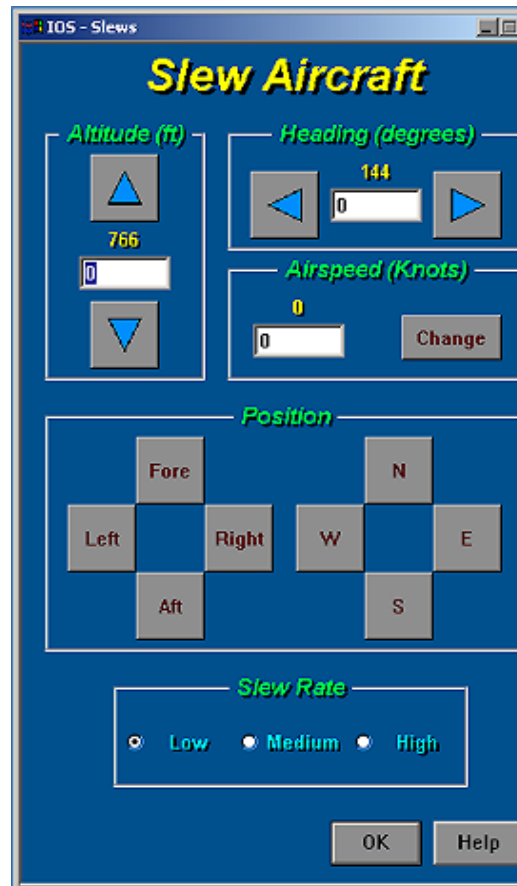 IOS - Slews
Slew Aircraft
Altitude (ft)
766
0
Heading (degrees)
144
0
Airspeed (Knots)
0
0
Change
Position
Fore
Left
Right
Aft
N
W
E
S
Slew Rate
Low Medium High
OK Help